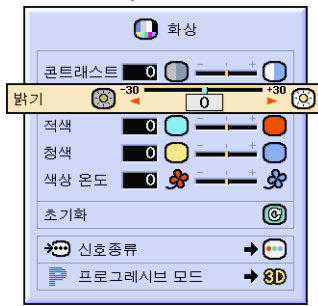 화상
콘트래스트 0 - +
밝기 -30 0 +30
적색 0 - +
청색 0 - +
색상 온도 0 - +
초기화
신호종류
프로그레시브 모드 3D